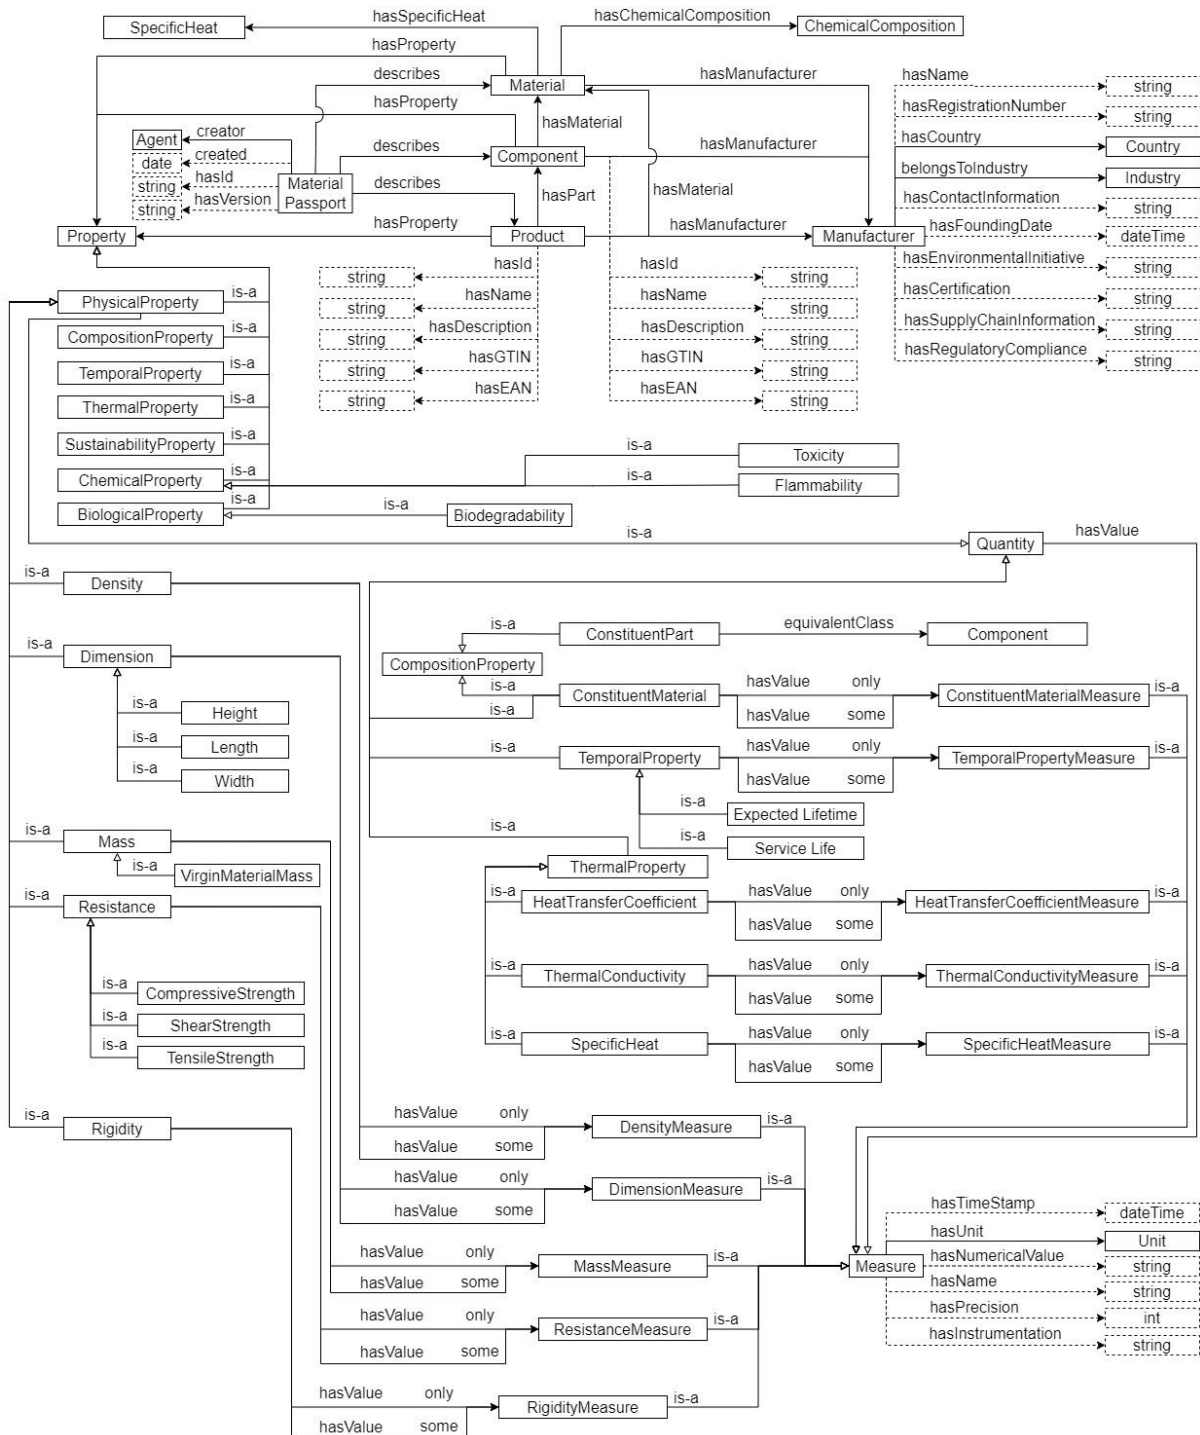 hasSpecificHeat
hasChemicalComposition
SpecificHeat
ChemicalComposition
hasProperty
describes
Material
hasManufacturer
hasName
string
hasProperty
hasRegistrationNumber
string
hasMaterial
creator
Agent
hasCountry
Country
created
date
describes
Component
hasManufacturer
hasId
string
Material
Passport
belongsToIndustry
Industry
hasVersion
string
describes
hasPart
hasMaterial
hasContactInformation
string
hasProperty
hasManufacturer
hasFoundingDate
dateTime
Property
Product
Manufacturer
hasEnvironmentalInitiative
string
hasId
string
hasId
string
hasCertification
string
PhysicalProperty
is-a
hasName
string
hasName
string
hasSupplyChainInformation
string
CompositionProperty
is-a
hasDescription
string
hasDescription
string
hasRegulatoryCompliance
string
TemporalProperty
is-a
hasGTIN
string
hasGTIN
string
ThermalProperty
is-a
hasEAN
string
hasEAN
string
SustainabilityProperty
is-a
is-a
Toxicity
ChemicalProperty
is-a
is-a
Flammability
BiologicalProperty
is-a
is-a
Biodegradability
is-a
Quantity
hasValue
is-a
Density
is-a
ConstituentPart
equivalentClass
Component
is-a
Dimension
CompositionProperty
is-a
ConstituentMaterial
hasValue only
ConstituentMaterialMeasure
is-a
is-a
hasValue some
is-a
Height
is-a
Length
is-a
TemporalProperty
hasValue only
TemporalPropertyMeasure
is-a
hasValue some
is-a
Width
is-a
Expected Lifetime
is-a
Service Life
is-a
Mass
is-a
ThermalProperty
is-a
VirginMaterialMass
is-a
Resistance
is-a
HeatTransferCoefficient
hasValue only
HeatTransferCoefficientMeasure
is-a
hasValue some
is-a
CompressiveStrength
is-a
ThermalConductivity
hasValue only
ThermalConductivityMeasure
is-a
hasValue some
is-a
ShearStrength
is-a
TensileStrength
is-a
SpecificHeat
hasValue only
SpecificHeatMeasure
is-a
hasValue some
is-a
Rigidity
hasValue only
DensityMeasure
is-a
hasValue some
hasValue only
DimensionMeasure
is-a
hasValue some
hasTimeStamp
dateTime
hasUnit
Unit
hasValue only
MassMeasure
is-a
hasValue some
Measure
hasNumericalValue
string
hasName
string
hasValue only
ResistanceMeasure
is-a
hasValue some
hasPrecision
int
hasInstrumentation
string
hasValue only
RigidityMeasure
is-a
hasValue some